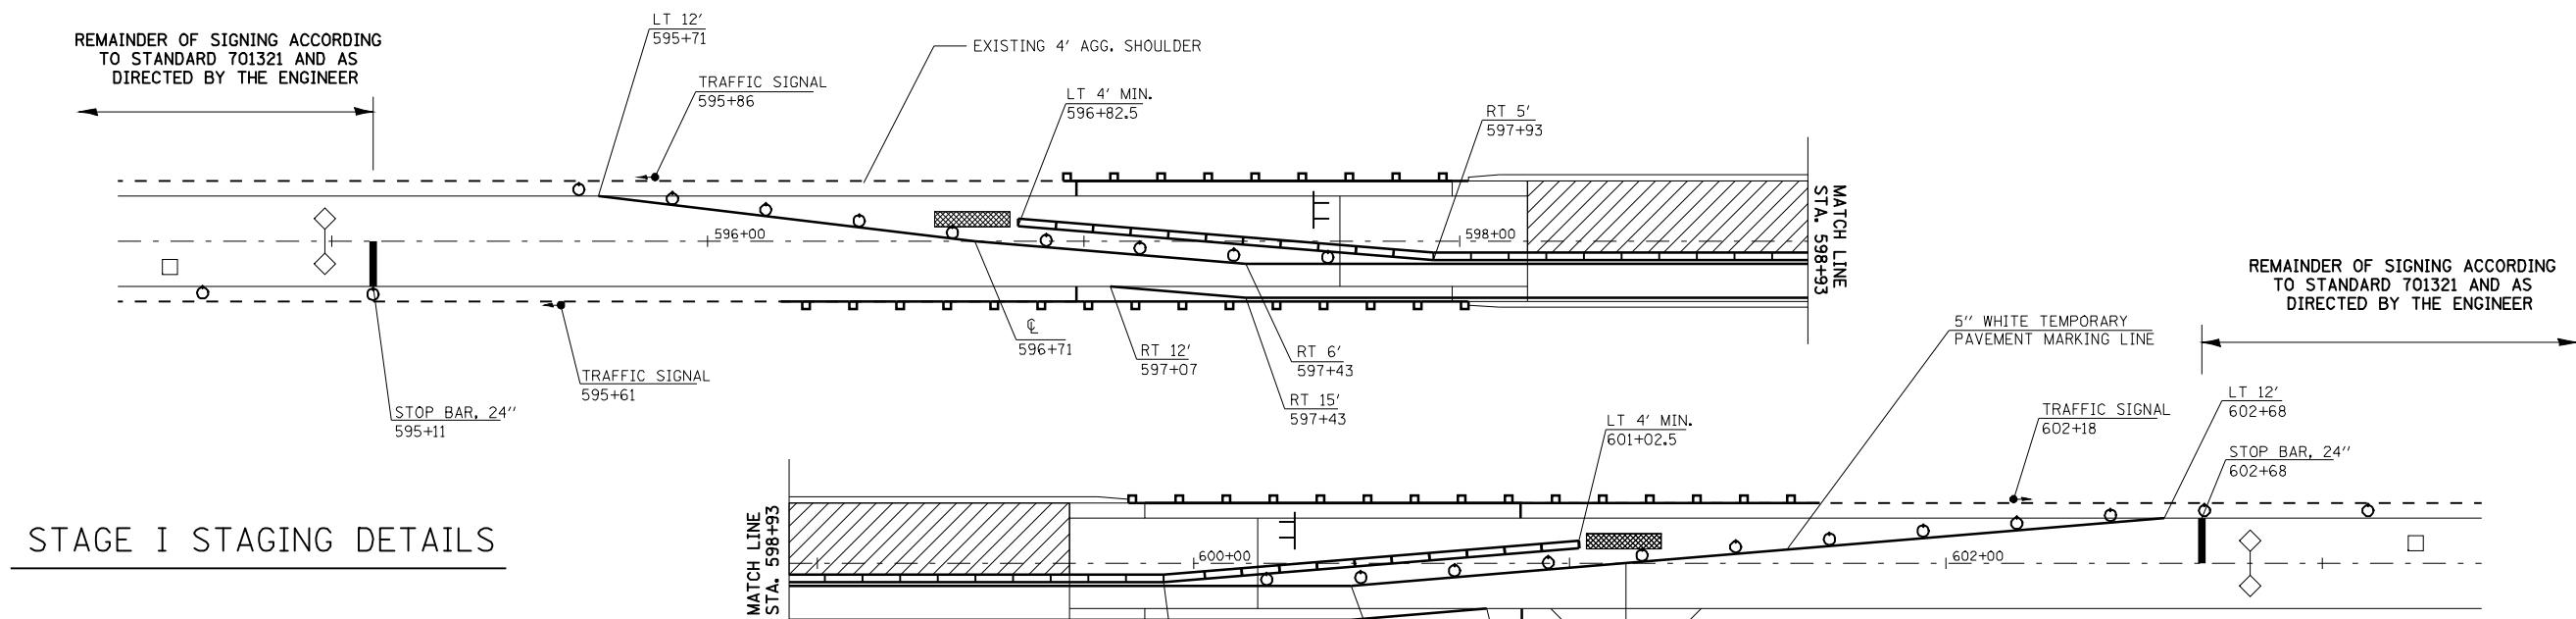 REMAINDER OF SIGNING ACCORDING
TO STANDARD 701321 AND AS
DIRECTED BY THE ENGINEER
LT 12'
595+71
TRAFFIC SIGNAL
595+86
EXISTING 4' AGG. SHOULDER
LT 4' MIN.
596+82.5
RT 5'
597+93
596+00
598+00
MATCH LINE
STA. 598+93
℄
596+71
RT 12'
597+07
RT 6'
597+43
RT 15'
597+43
TRAFFIC SIGNAL
595+61
STOP BAR, 24"
595+11
REMAINDER OF SIGNING ACCORDING
TO STANDARD 701321 AND AS
DIRECTED BY THE ENGINEER
5" WHITE TEMPORARY
PAVEMENT MARKING LINE
LT 4' MIN.
601+02.5
TRAFFIC SIGNAL
602+18
LT 12'
602+68
STOP BAR, 24"
602+68
STAGE I STAGING DETAILS
MATCH LINE
STA. 598+93
600+00
602+00